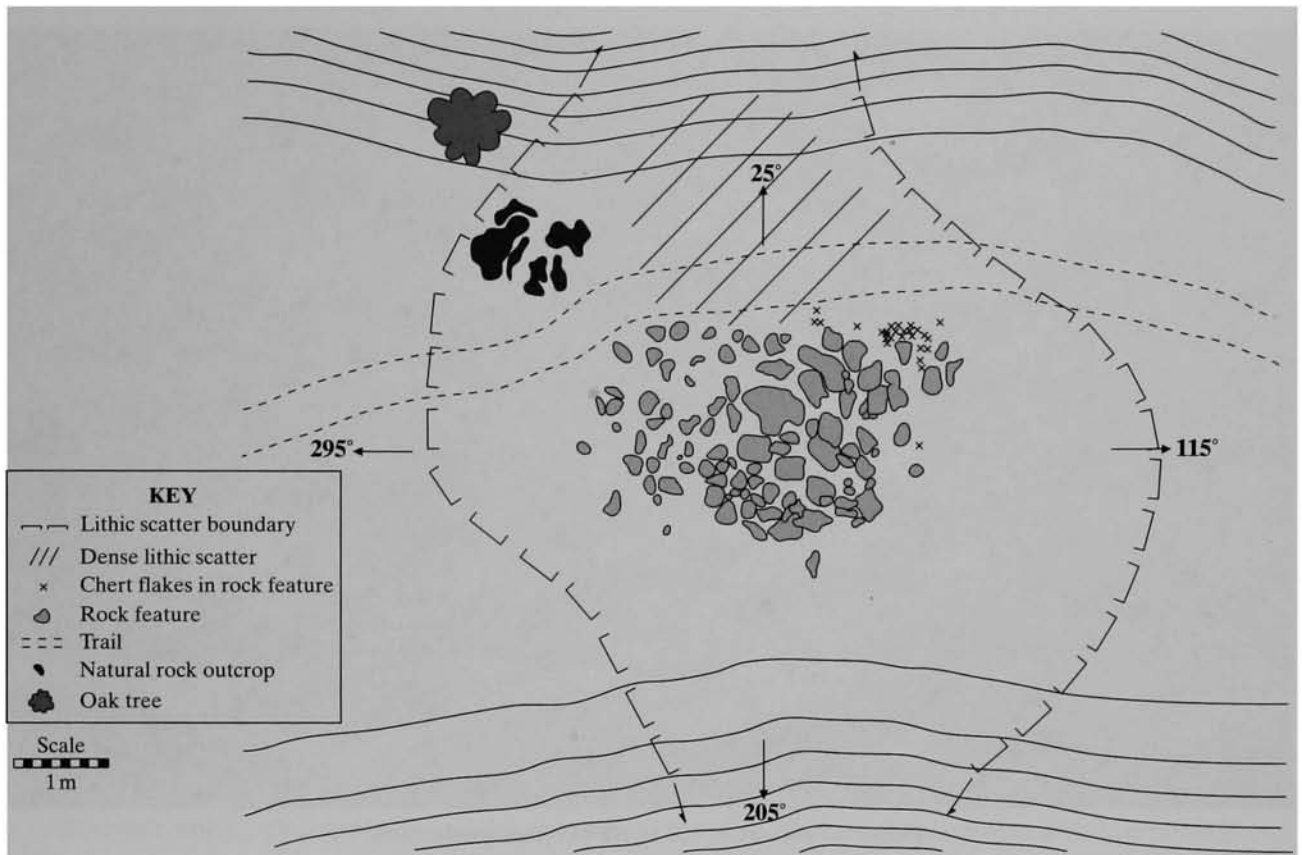 25°
295°
115°
KEY
Lithic scatter boundary
Dense lithic scatter
Chert flakes in rock feature
Rock feature
Trail
Natural rock outcrop
Oak tree
Scale
1 m
205°